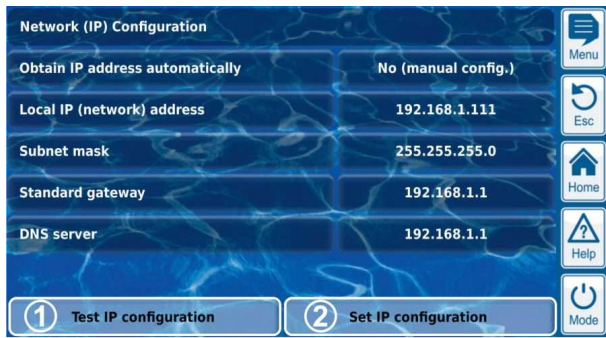 Network (IP) Configuration
Menu
Obtain IP address automatically No (manual config.)
Local IP (network) address 192.168.1.111
Esc
Subnet mask 255.255.255.0
Standard gateway 192.168.1.1
Home
DNS server 192.168.1.1
Help
1 Test IP configuration 2 Set IP configuration
Mode